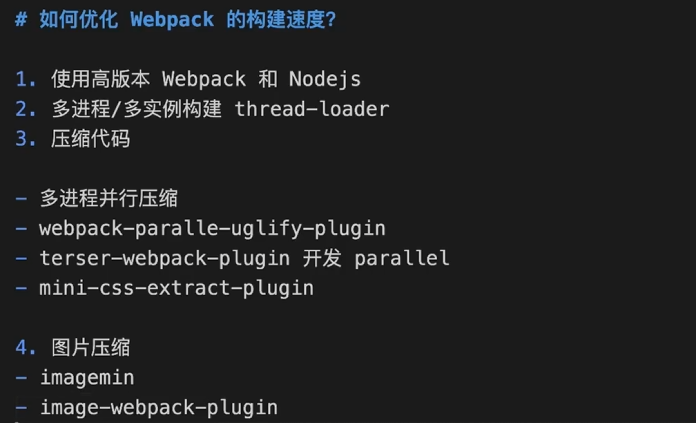 # 如何优化 Webpack 的构建速度?
1. 使用高版本 Webpack 和 Nodejs
2. 多进程/多实例构建 thread-loader
3. 压缩代码
- 多进程并行压缩
- webpack-paralle-uglify-plugin
- terser-webpack-plugin 开发 parallel
- mini-css-extract-plugin
4. 图片压缩
- imagemin
- image-webpack-plugin